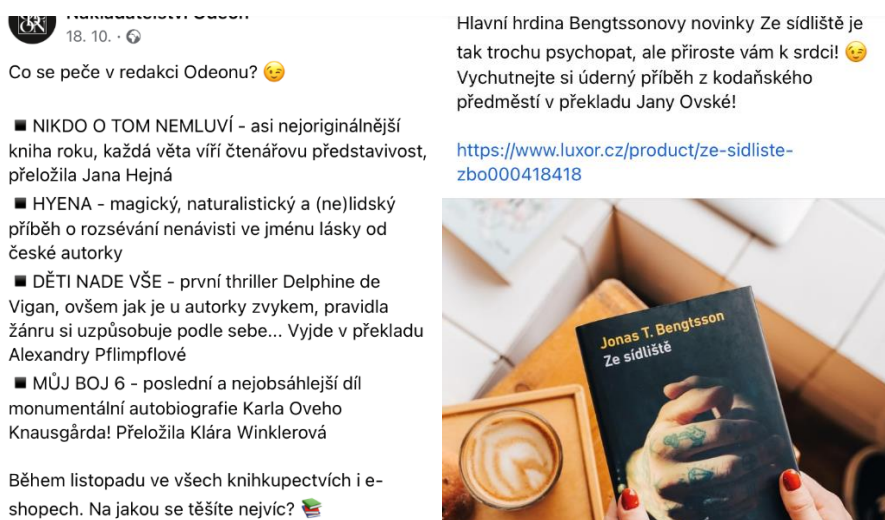 Nakladatelství Odeon
18. 10. ·
Co se peče v redakci Odeonu? 😉
◾ NIKDO O TOM NEMLUVÍ - asi nejoriginálnější
kniha roku, každá věta víří čtenářovu představivost,
přeložila Jana Hejná
◾ HYENA - magický, naturalistický a (ne)lidský
příběh o rozsévání nenávisti ve jménu lásky od
české autorky
◾ DĚTI NADE VŠE - první thriller Delphine de
Vigan, ovšem jak je u autorky zvykem, pravidla
žánru si uzpůsobuje podle sebe... Vyjde v překladu
Alexandry Pflimpflové
◾ MŮJ BOJ 6 - poslední a nejobsáhlejší díl
monumentální autobiografie Karla Oveho
Knausgårda! Přeložila Klára Winklerová
Během listopadu ve všech knihkupectvích i e-
shopech. Na jakou se těšíte nejvíc? 📚
Hlavní hrdina Bengtssonovy novinky Ze sídliště je
tak trochu psychopat, ale přiroste vám k srdci! 😉
Vychutnejte si úderný příběh z kodaňského
předměstí v překladu Jany Ovské!
https://www.luxor.cz/product/ze-sidliste-
zbo000418418
Jonas T. Bengtsson
Ze sídliště